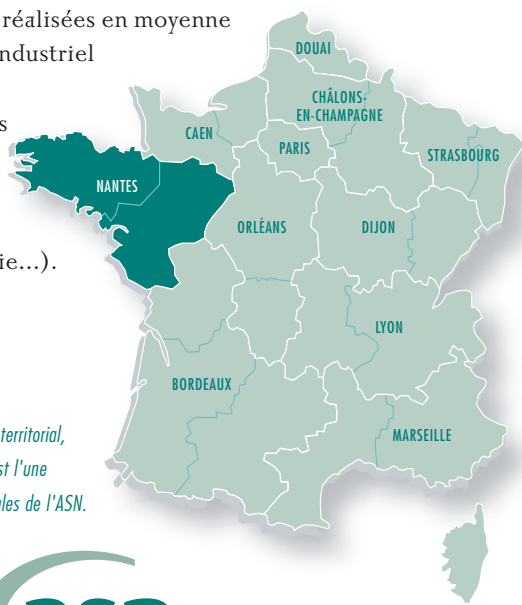 réalisées en moyenne
ndustriel
s
ie...).
DOUAI
CHÂLONS-
EN-CHAMPAGNE
CAEN
PARIS
STRASBOURG
NANTES
ORLÉANS
DIJON
LYON
BORDEAUX
MARSEILLE
territorial,
st l'une
les de l'ASN.